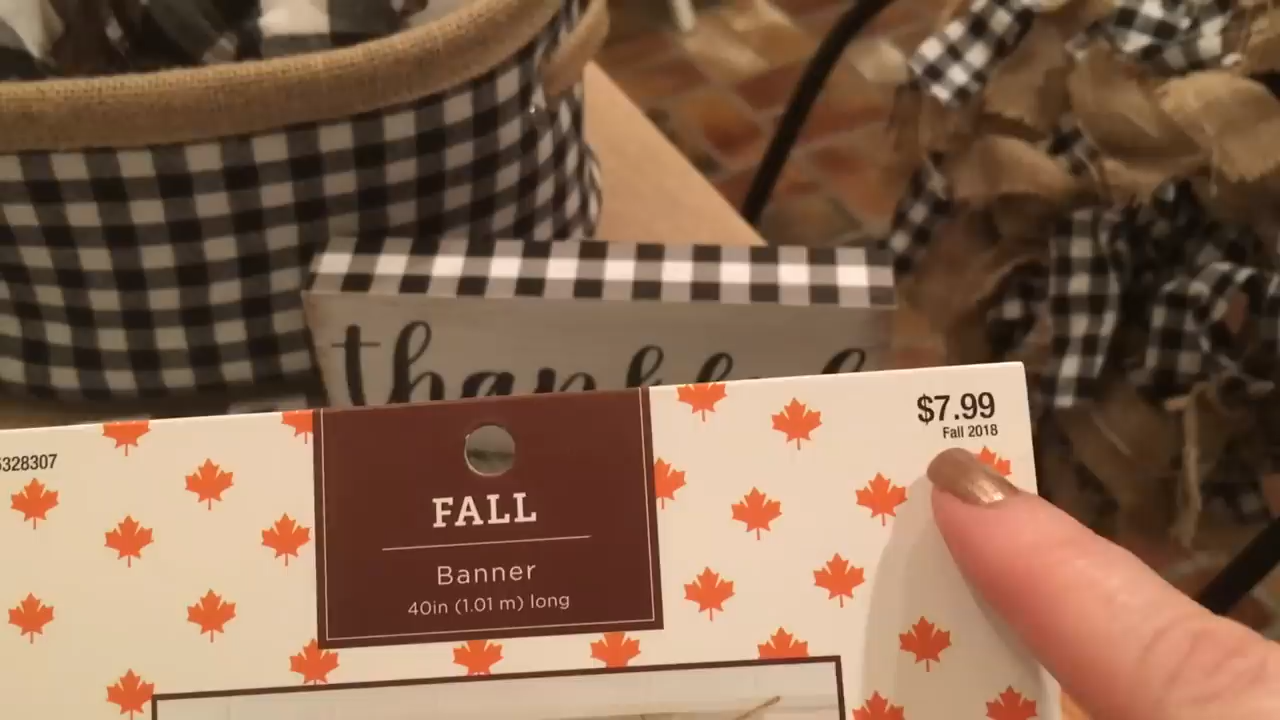 $7.99
Fall 2018
5328307
FALL
Banner
40in (1.01 m) long